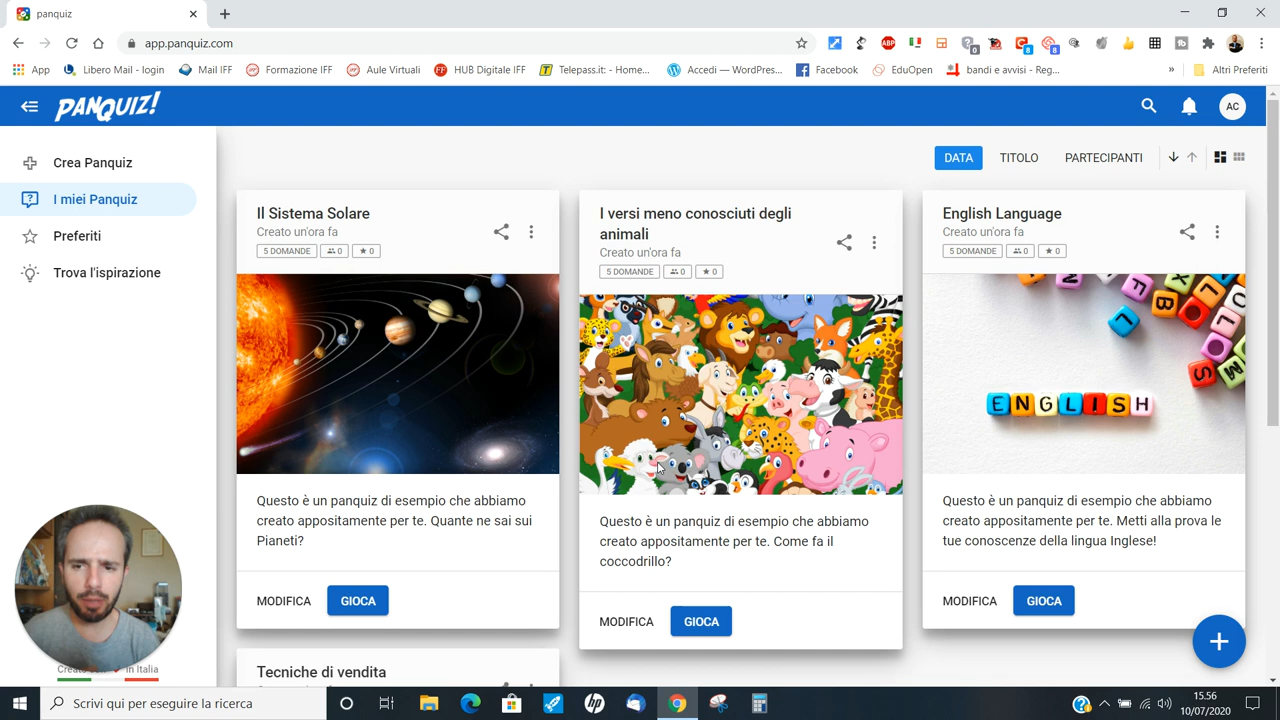 panquiz
app.panquiz.com
App
Libero Mail - login
Mail IFF
Formazione IFF
Aule Virtuali
HUB Digitale IFF
Telepass.it: - Home...
Accedi — WordPres...
Facebook
EduOpen
bandi e avvisi - Reg...
»
Altri Preferiti
PANQUIZ!
AC
Crea Panquiz
I miei Panquiz
Preferiti
Trova l'ispirazione
DATA
TITOLO
PARTECIPANTI
Il Sistema Solare
Creato un'ora fa
5 DOMANDE
0
0
Questo è un panquiz di esempio che abbiamo
creato appositamente per te. Quante ne sai sui
Pianeti?
MODIFICA
GIOCA
I versi meno conosciuti degli
animali
Creato un'ora fa
5 DOMANDE
0
0
Questo è un panquiz di esempio che abbiamo
creato appositamente per te. Come fa il
coccodrillo?
MODIFICA
GIOCA
English Language
Creato un'ora fa
5 DOMANDE
0
0
ENGLISH
Questo è un panquiz di esempio che abbiamo
creato appositamente per te. Metti alla prova le
tue conoscenze della lingua Inglese!
MODIFICA
GIOCA
Tecniche di vendita
in Italia
Scrivi qui per eseguire la ricerca
15.56
10/07/2020